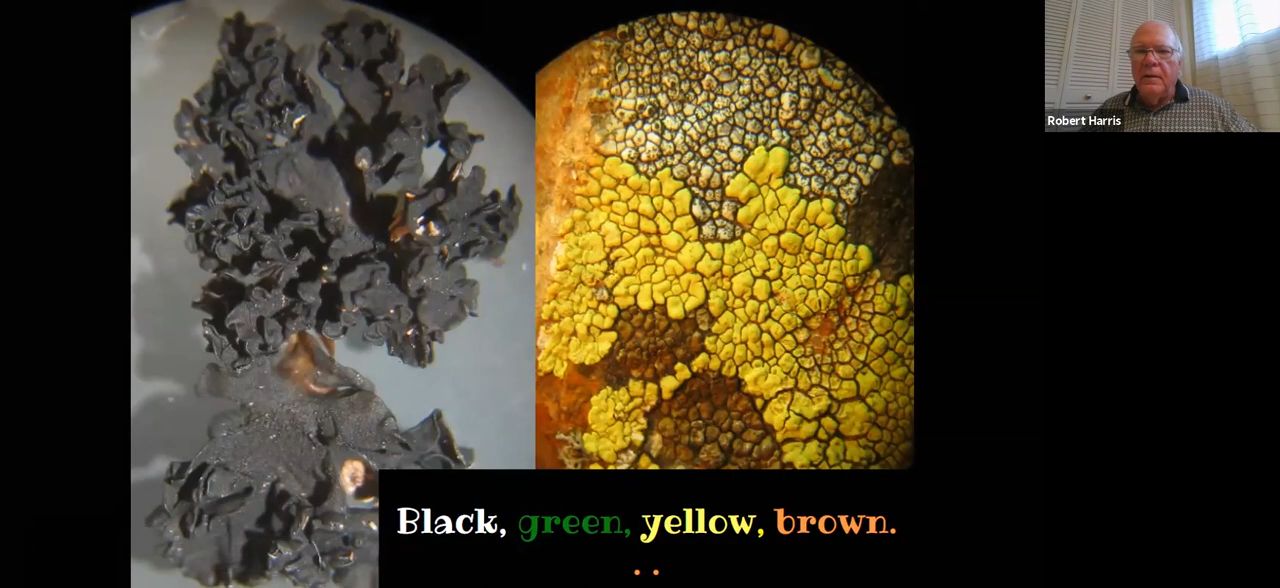 Robert Harris
Black, green, yellow, brown.
. .